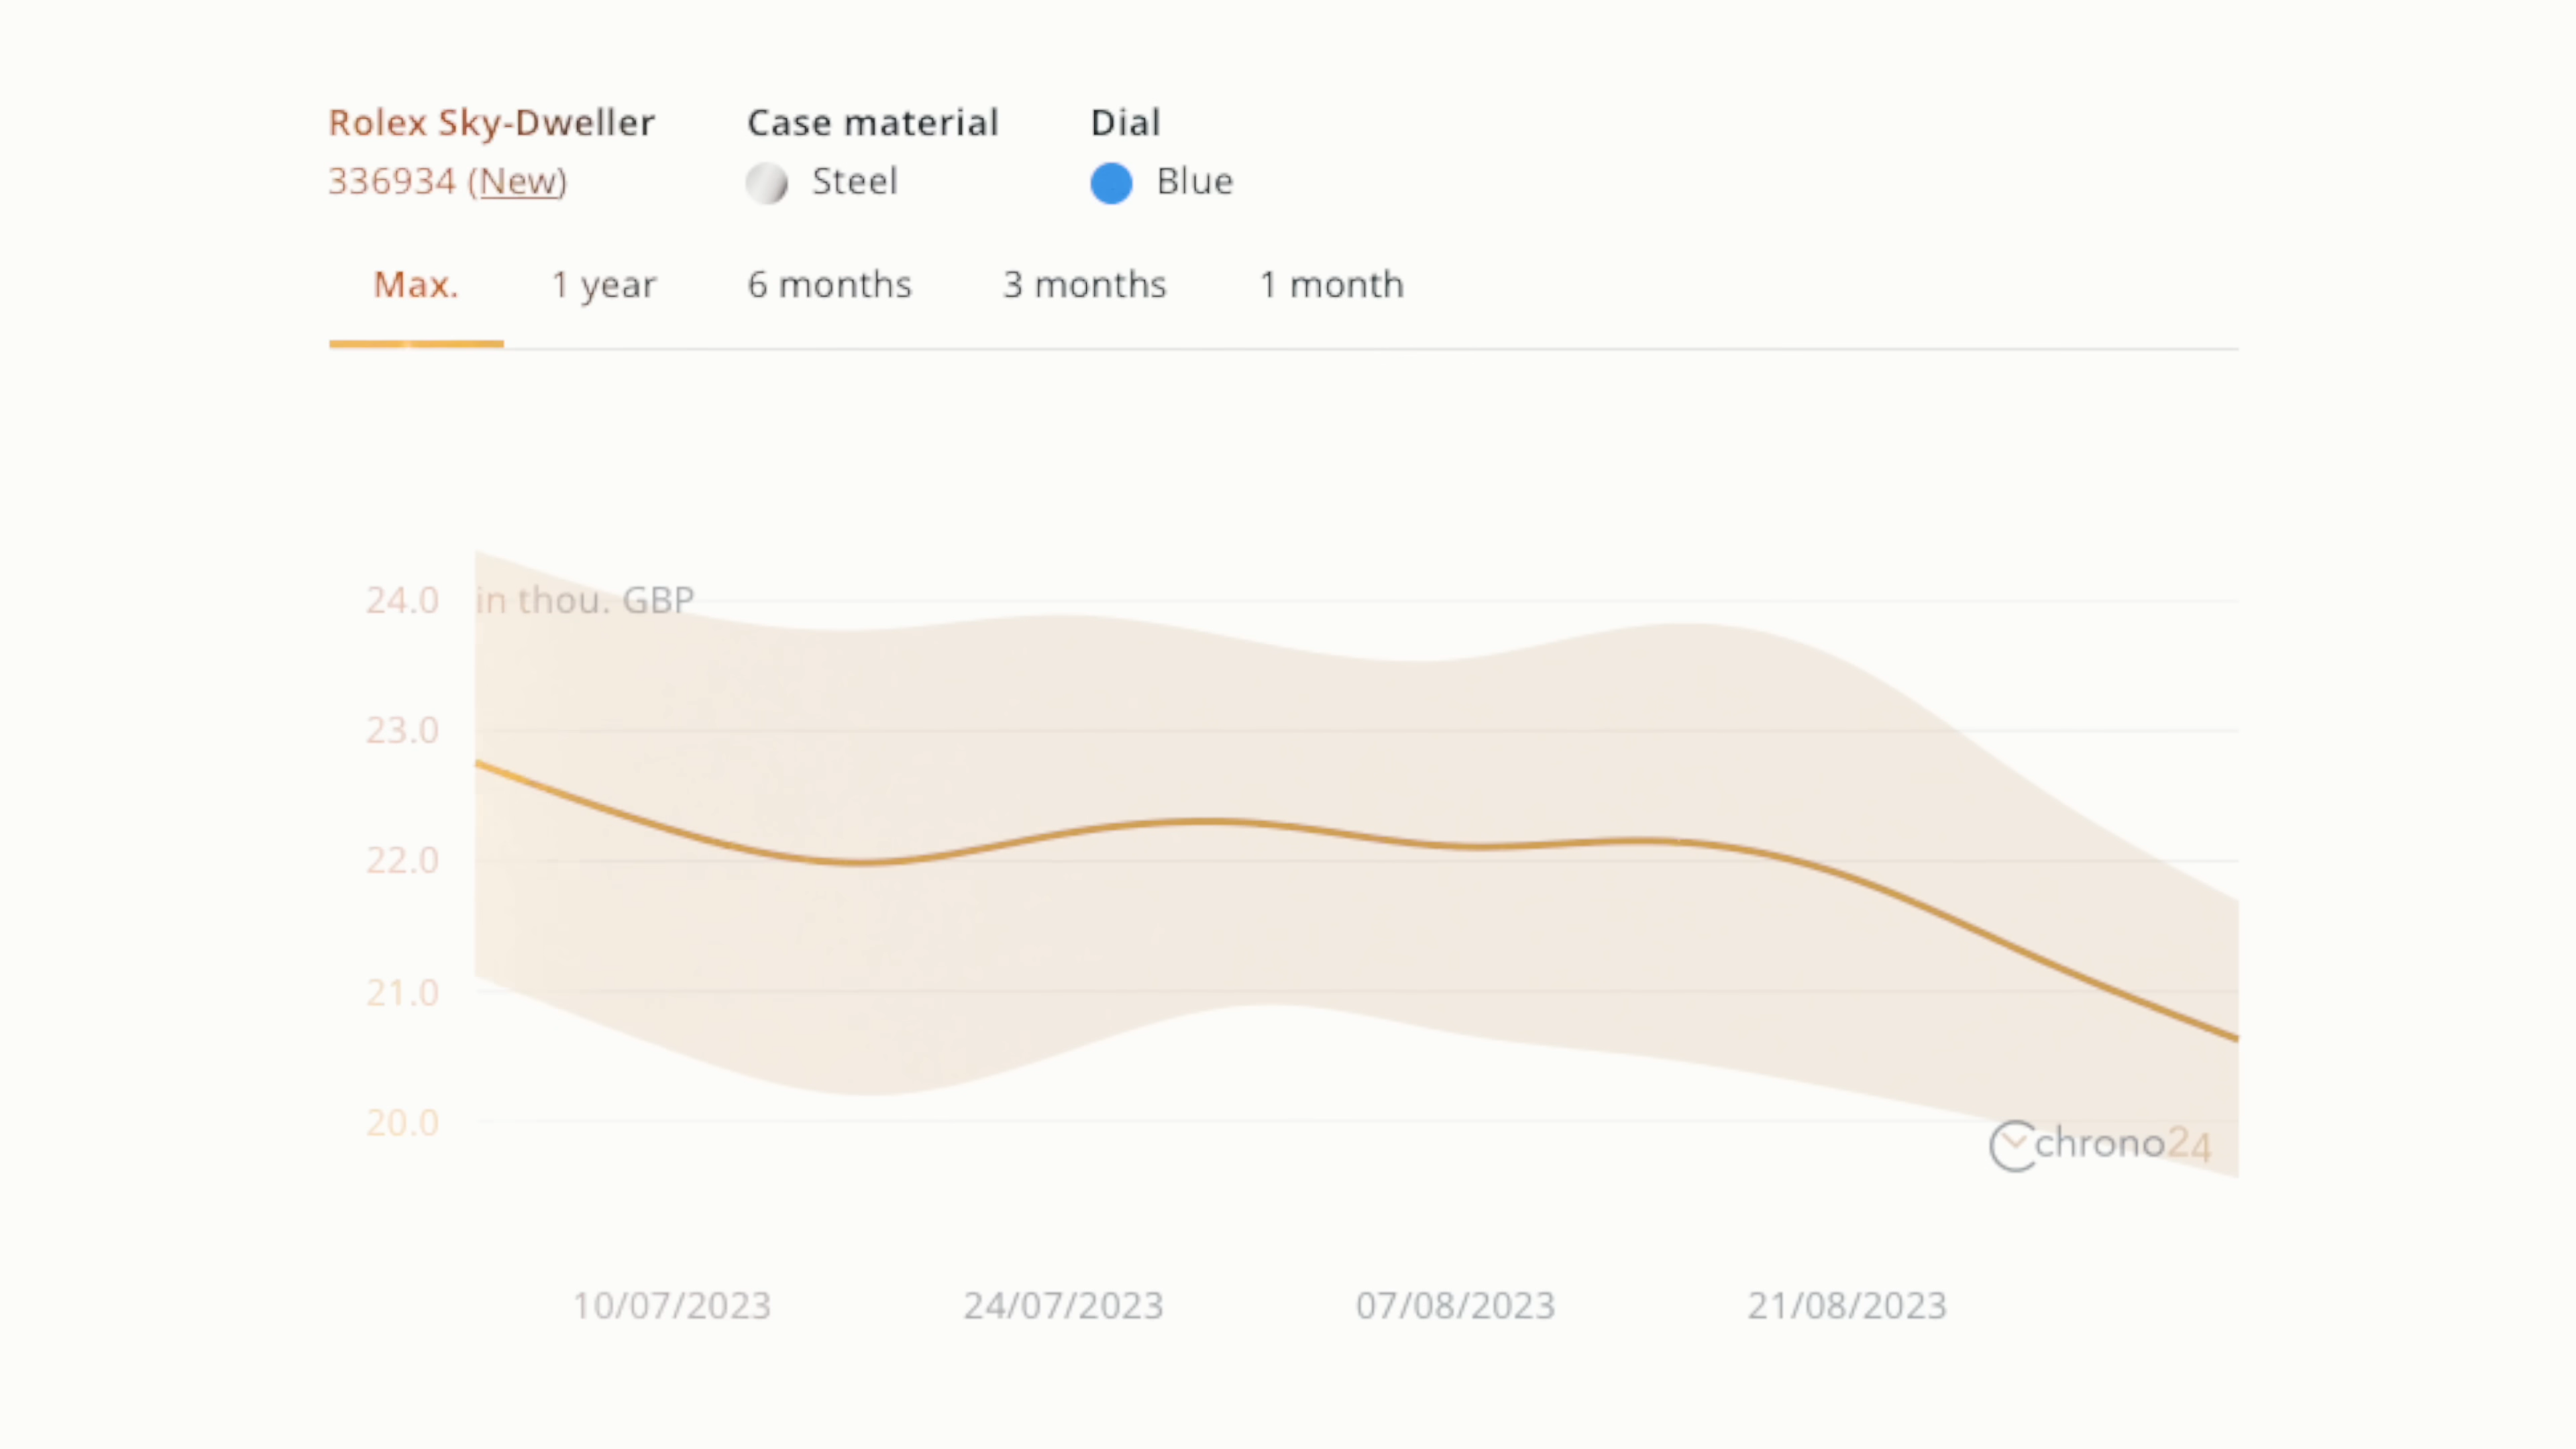 Rolex Sky-Dweller Case material Dial
336934 (New) Steel Blue
Max. 1 year 6 months 3 months 1 month
24.0 in thou. GBP
23.0
22.0
21.0
20.0
chrono24
10/07/2023 24/07/2023 07/08/2023 21/08/2023